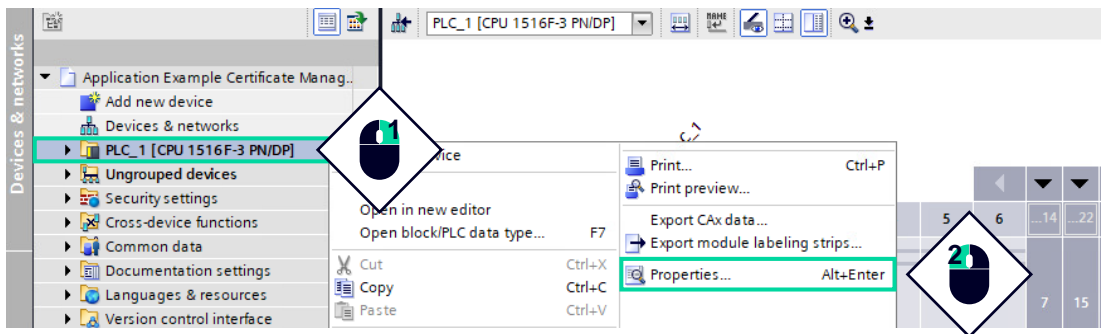 PLC_1 [CPU 1516F-3 PN/DP]
NAME
Devices & networks
Application Example Certificate Manag..
Add new device
Devices & networks
PLC_1 [CPU 1516F-3 PN/DP]
Ungrouped devices
Security settings
Cross-device functions
Common data
Documentation settings
Languages & resources
Version control interface
1
Open in new editor
Open block/PLC data type... F7
Cut Ctrl+X
Copy Ctrl+C
Paste Ctrl+V
Print... Ctrl+P
Print preview...
Export CAx data...
Export module labeling strips...
Properties... Alt+Enter
2
5 6 ...14 ...22
7 15